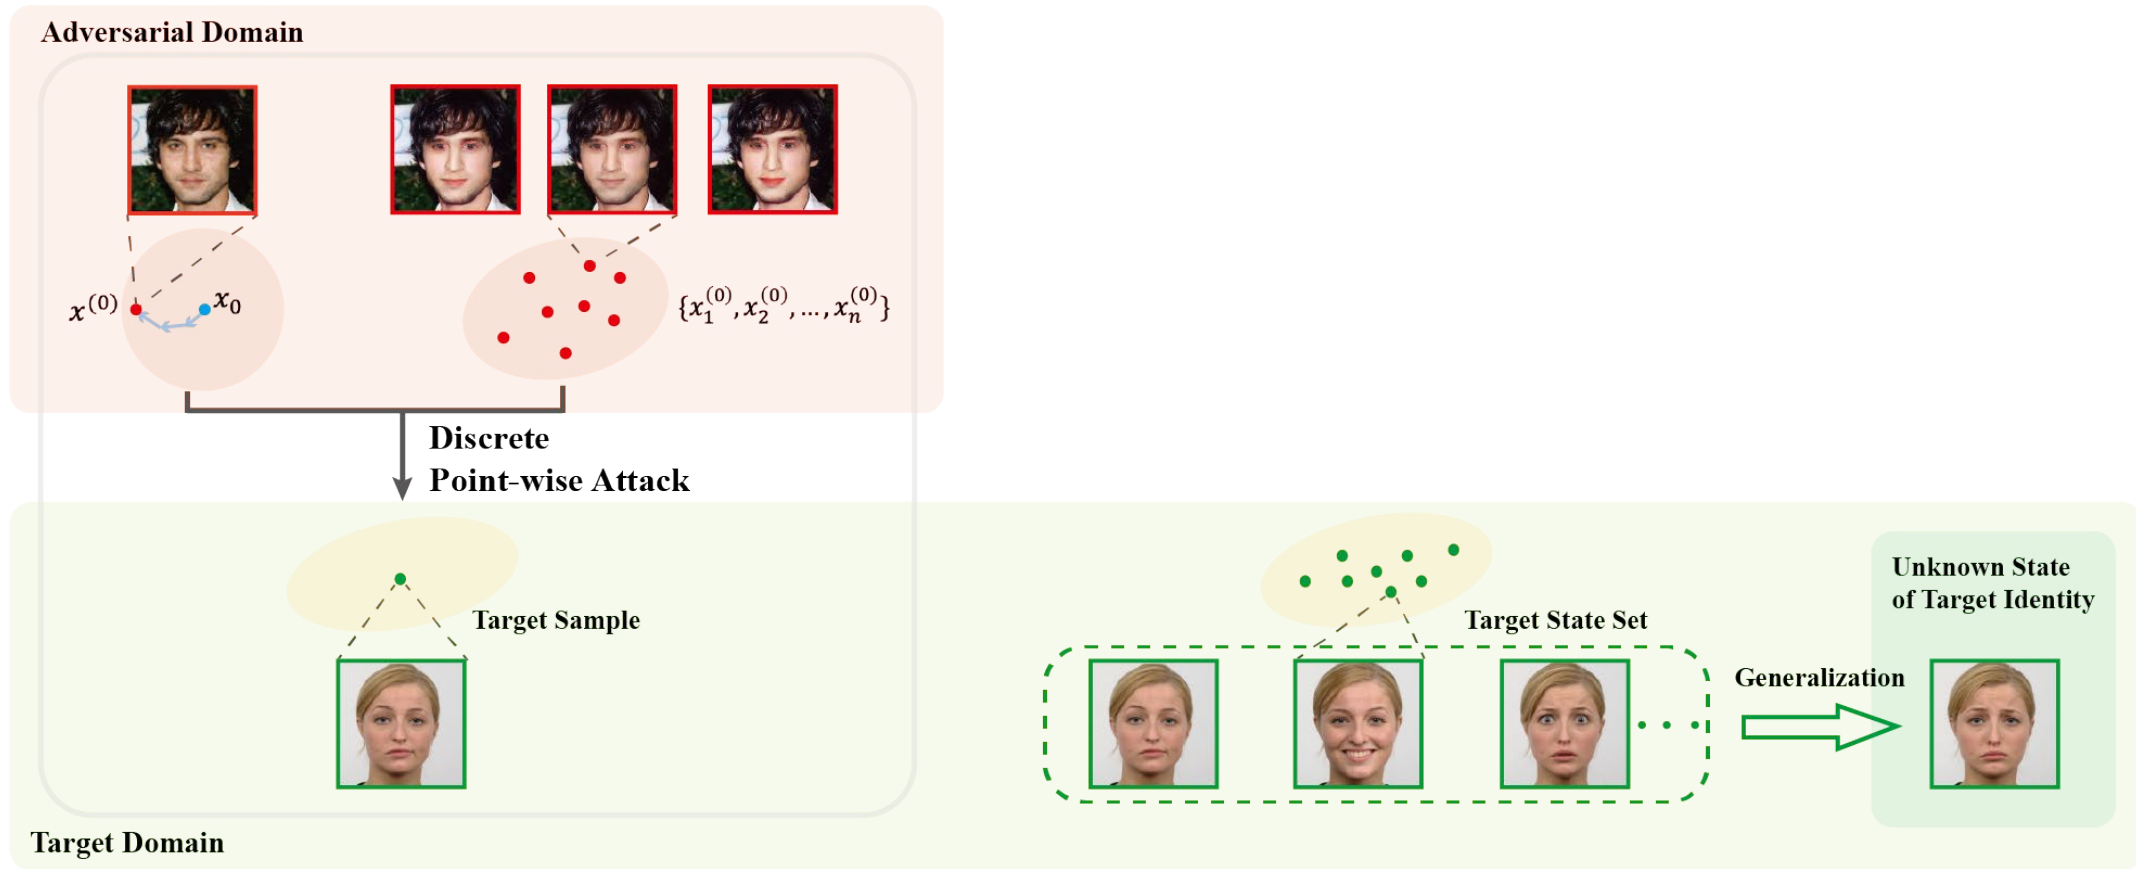 Adversarial Domain
x^{(0)}
x_0
\{x_1^{(0)}, x_2^{(0)}, ..., x_n^{(0)}\}
Discrete
Point-wise Attack
Target Sample
Target State Set
Generalization
Unknown State
of Target Identity
Target Domain